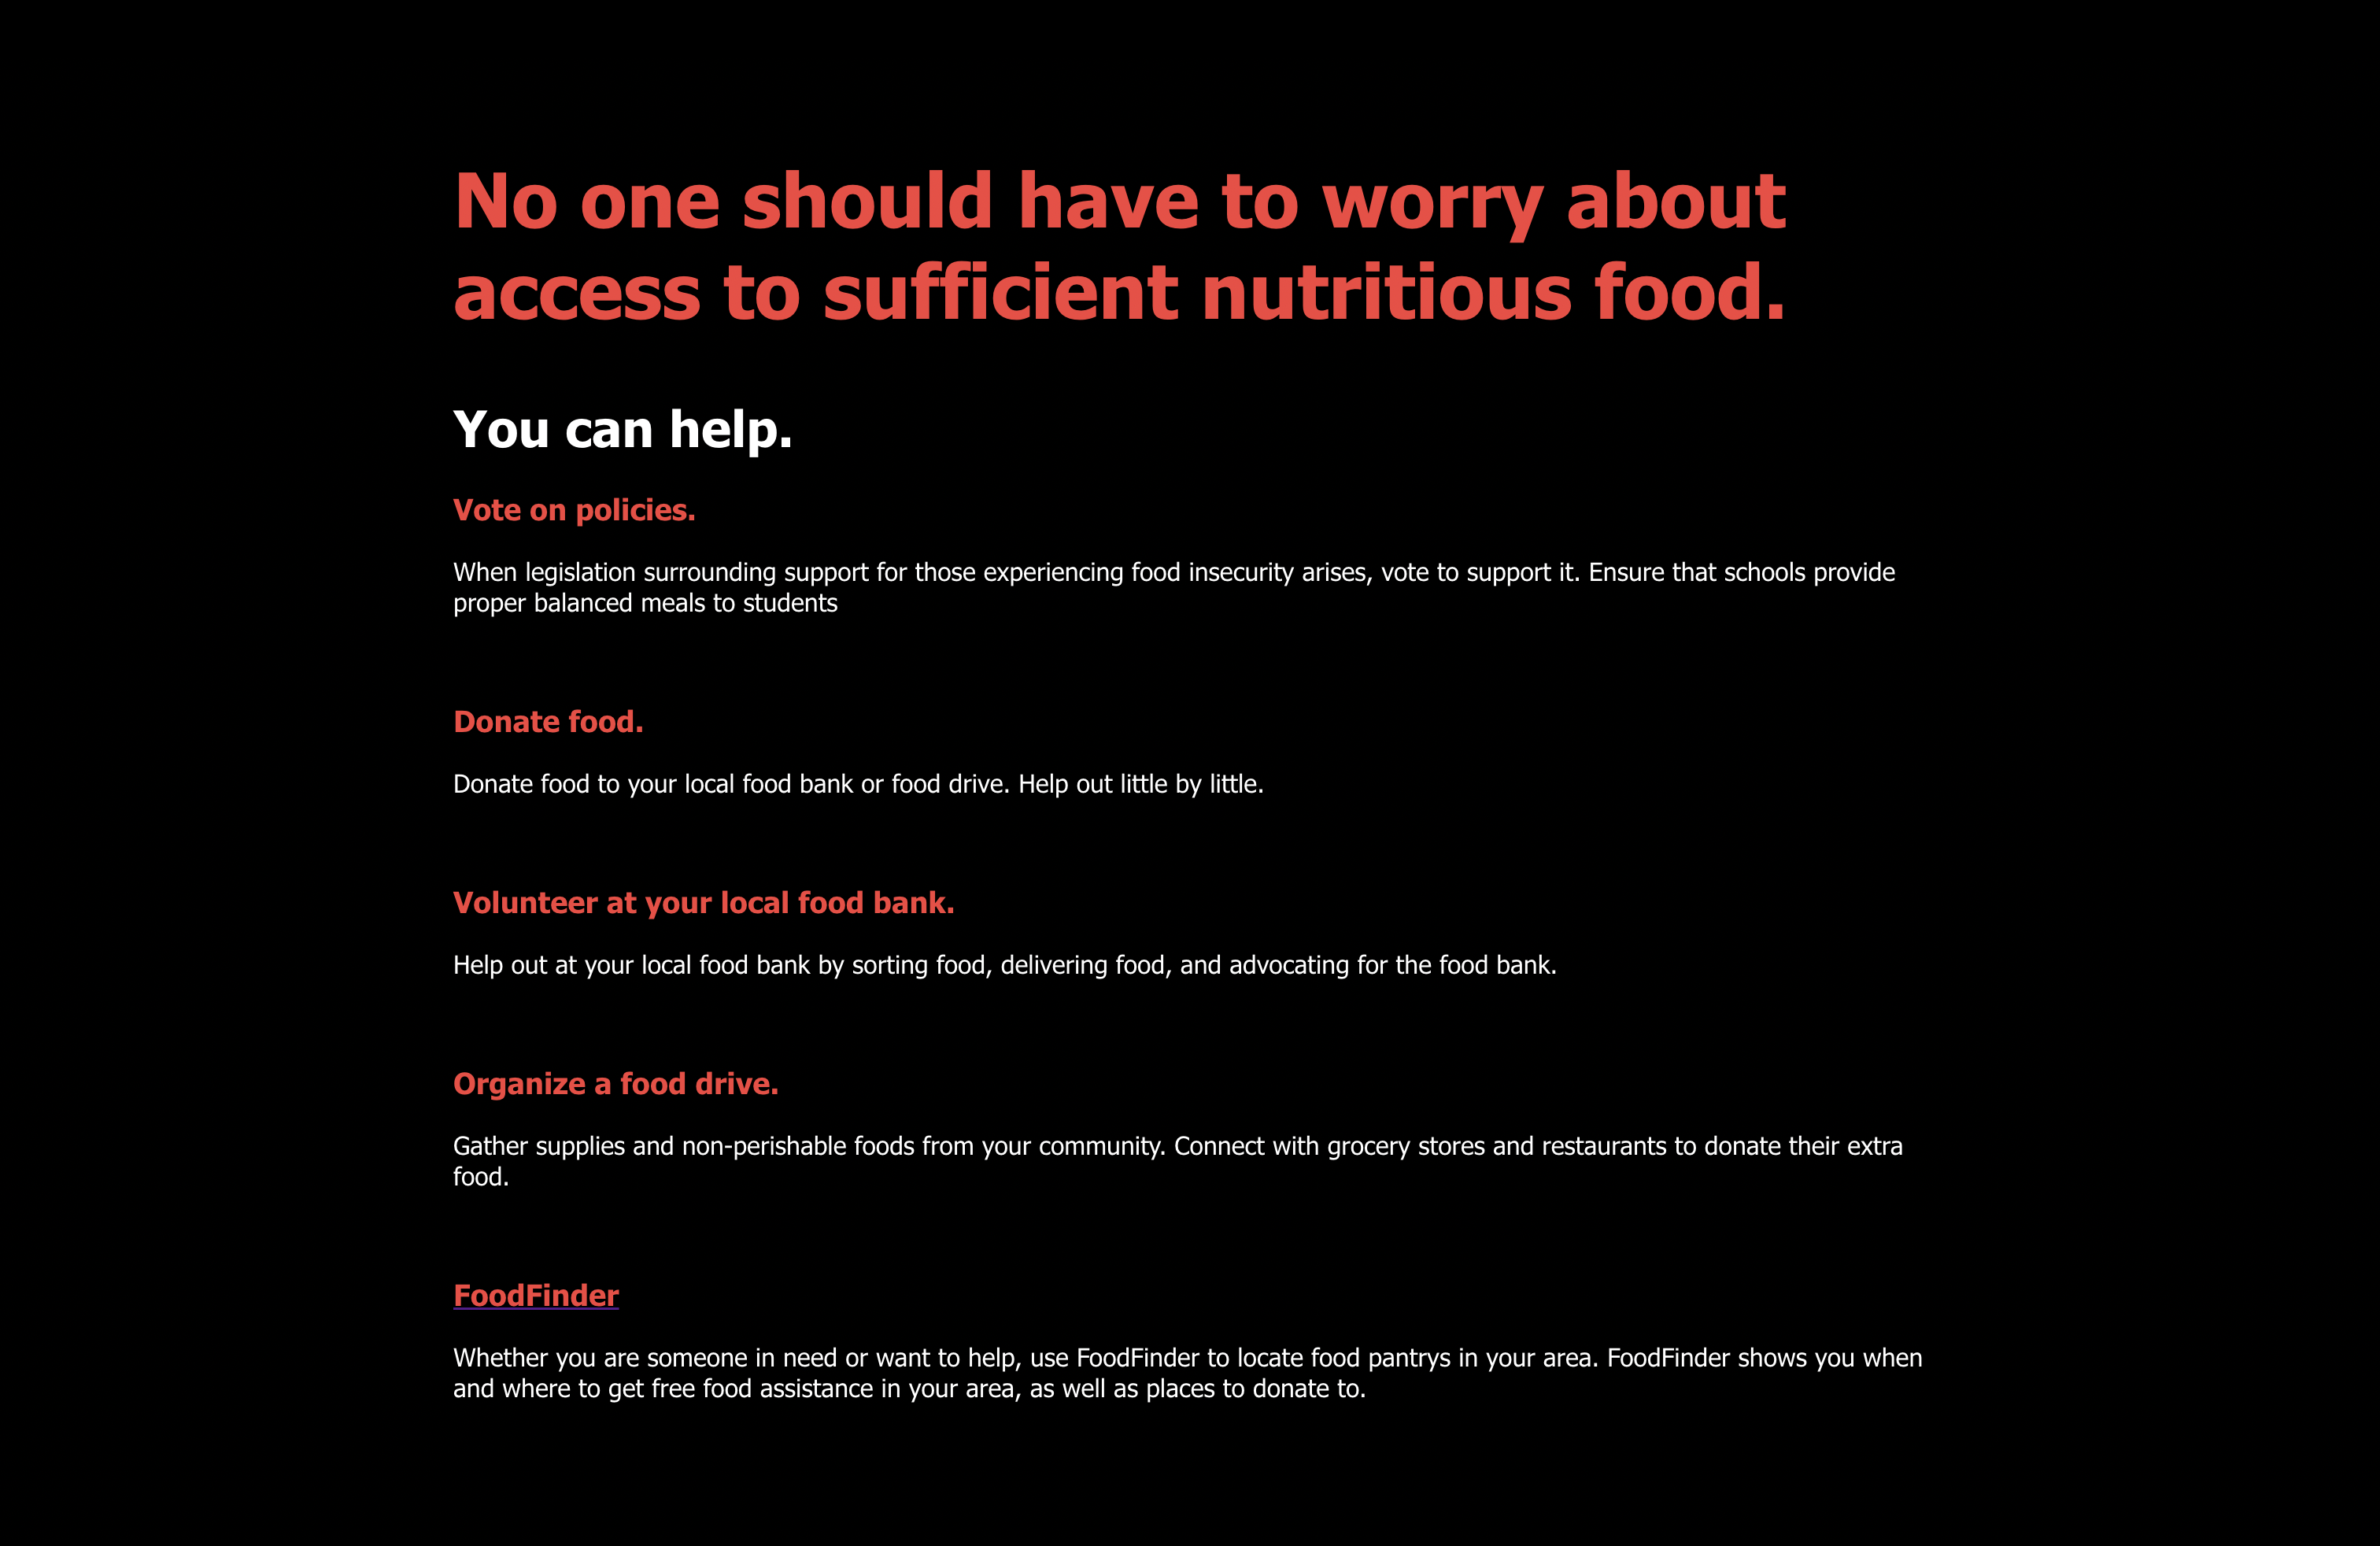 No one should have to worry about
access to sufficient nutritious food.
You can help.
Vote on policies.
When legislation surrounding support for those experiencing food insecurity arises, vote to support it. Ensure that schools provide
proper balanced meals to students
Donate food.
Donate food to your local food bank or food drive. Help out little by little.
Volunteer at your local food bank.
Help out at your local food bank by sorting food, delivering food, and advocating for the food bank.
Organize a food drive.
Gather supplies and non-perishable foods from your community. Connect with grocery stores and restaurants to donate their extra
food.
FoodFinder
Whether you are someone in need or want to help, use FoodFinder to locate food pantrys in your area. FoodFinder shows you when
and where to get free food assistance in your area, as well as places to donate to.